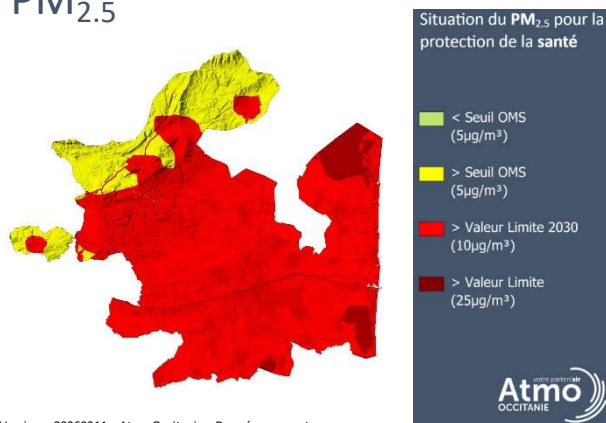 PM2.5
Situation du PM2.5 pour la
protection de la santé
< Seuil OMS
(5µg/m³)
> Seuil OMS
(5µg/m³)
> Valeur Limite 2030
(10µg/m³)
> Valeur Limite
(25µg/m³)
votre parten'air
Atmo
OCCITANIE